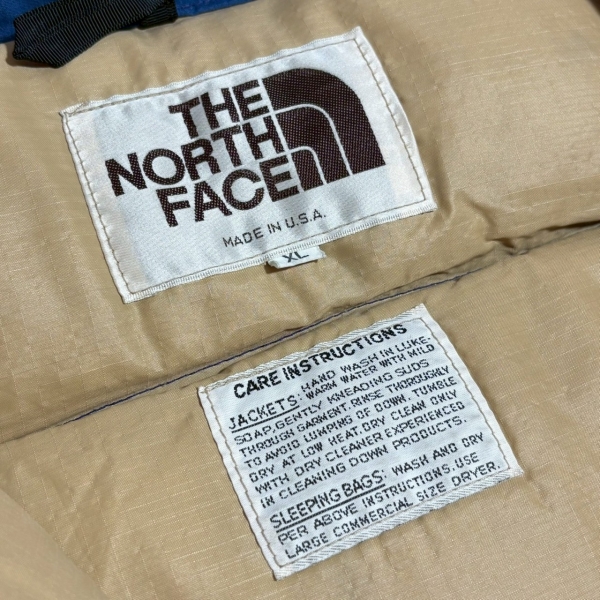 THE
NORTH
FACE
MADE IN U.S.A.
XL
CARE INSTRUCTIONS
JACKETS: HAND WASH IN LUKE-
WARM WATER WITH MILD
SOAP, GENTLY KNEADING SUDS
THROUGH GARMENT. RINSE THOROUGHLY
TO AVOID LUMPING OF DOWN. TUMBLE
DRY AT LOW HEAT. DRY CLEAN ONLY
WITH DRY CLEANER EXPERIENCED
IN CLEANING DOWN PRODUCTS.
SLEEPING BAGS: WASH AND DRY
PER ABOVE INSTRUCTIONS. USE
LARGE COMMERCIAL SIZE DRYER.